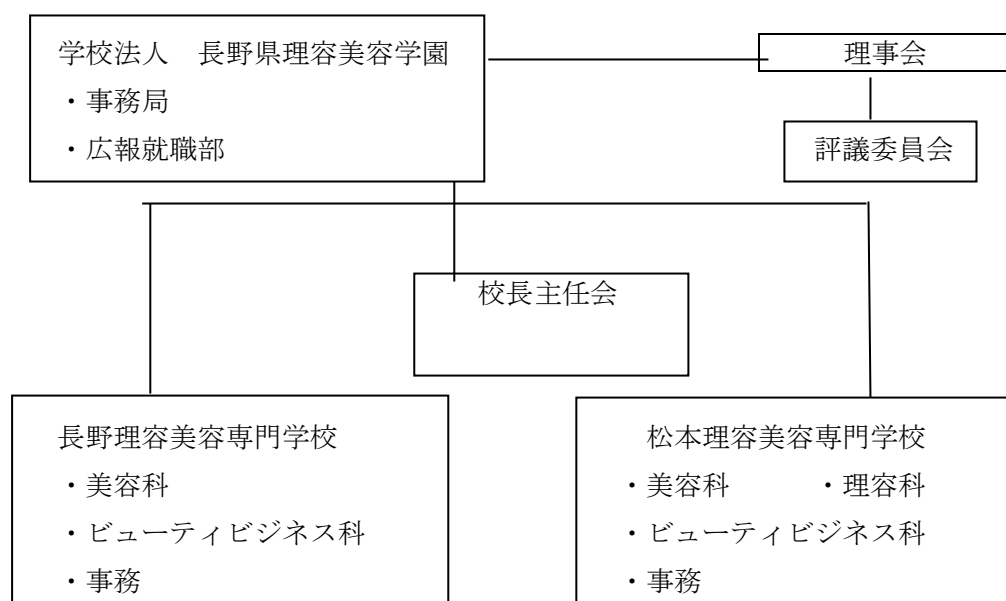 学校法人　長野県理容美容学園
・事務局
・広報就職部
理事会
評議委員会
校長主任会
長野理容美容専門学校
・美容科
・ビューティビジネス科
・事務
松本理容美容専門学校
・美容科　　・理容科
・ビューティビジネス科
・事務